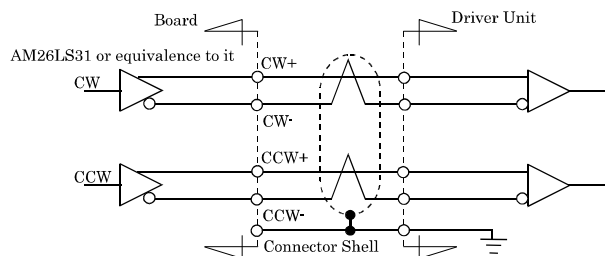 Board
Driver Unit
AM26LS31 or equivalence to it
CW+
CW
CW-
CCW+
CCW
CCW-
Connector Shell